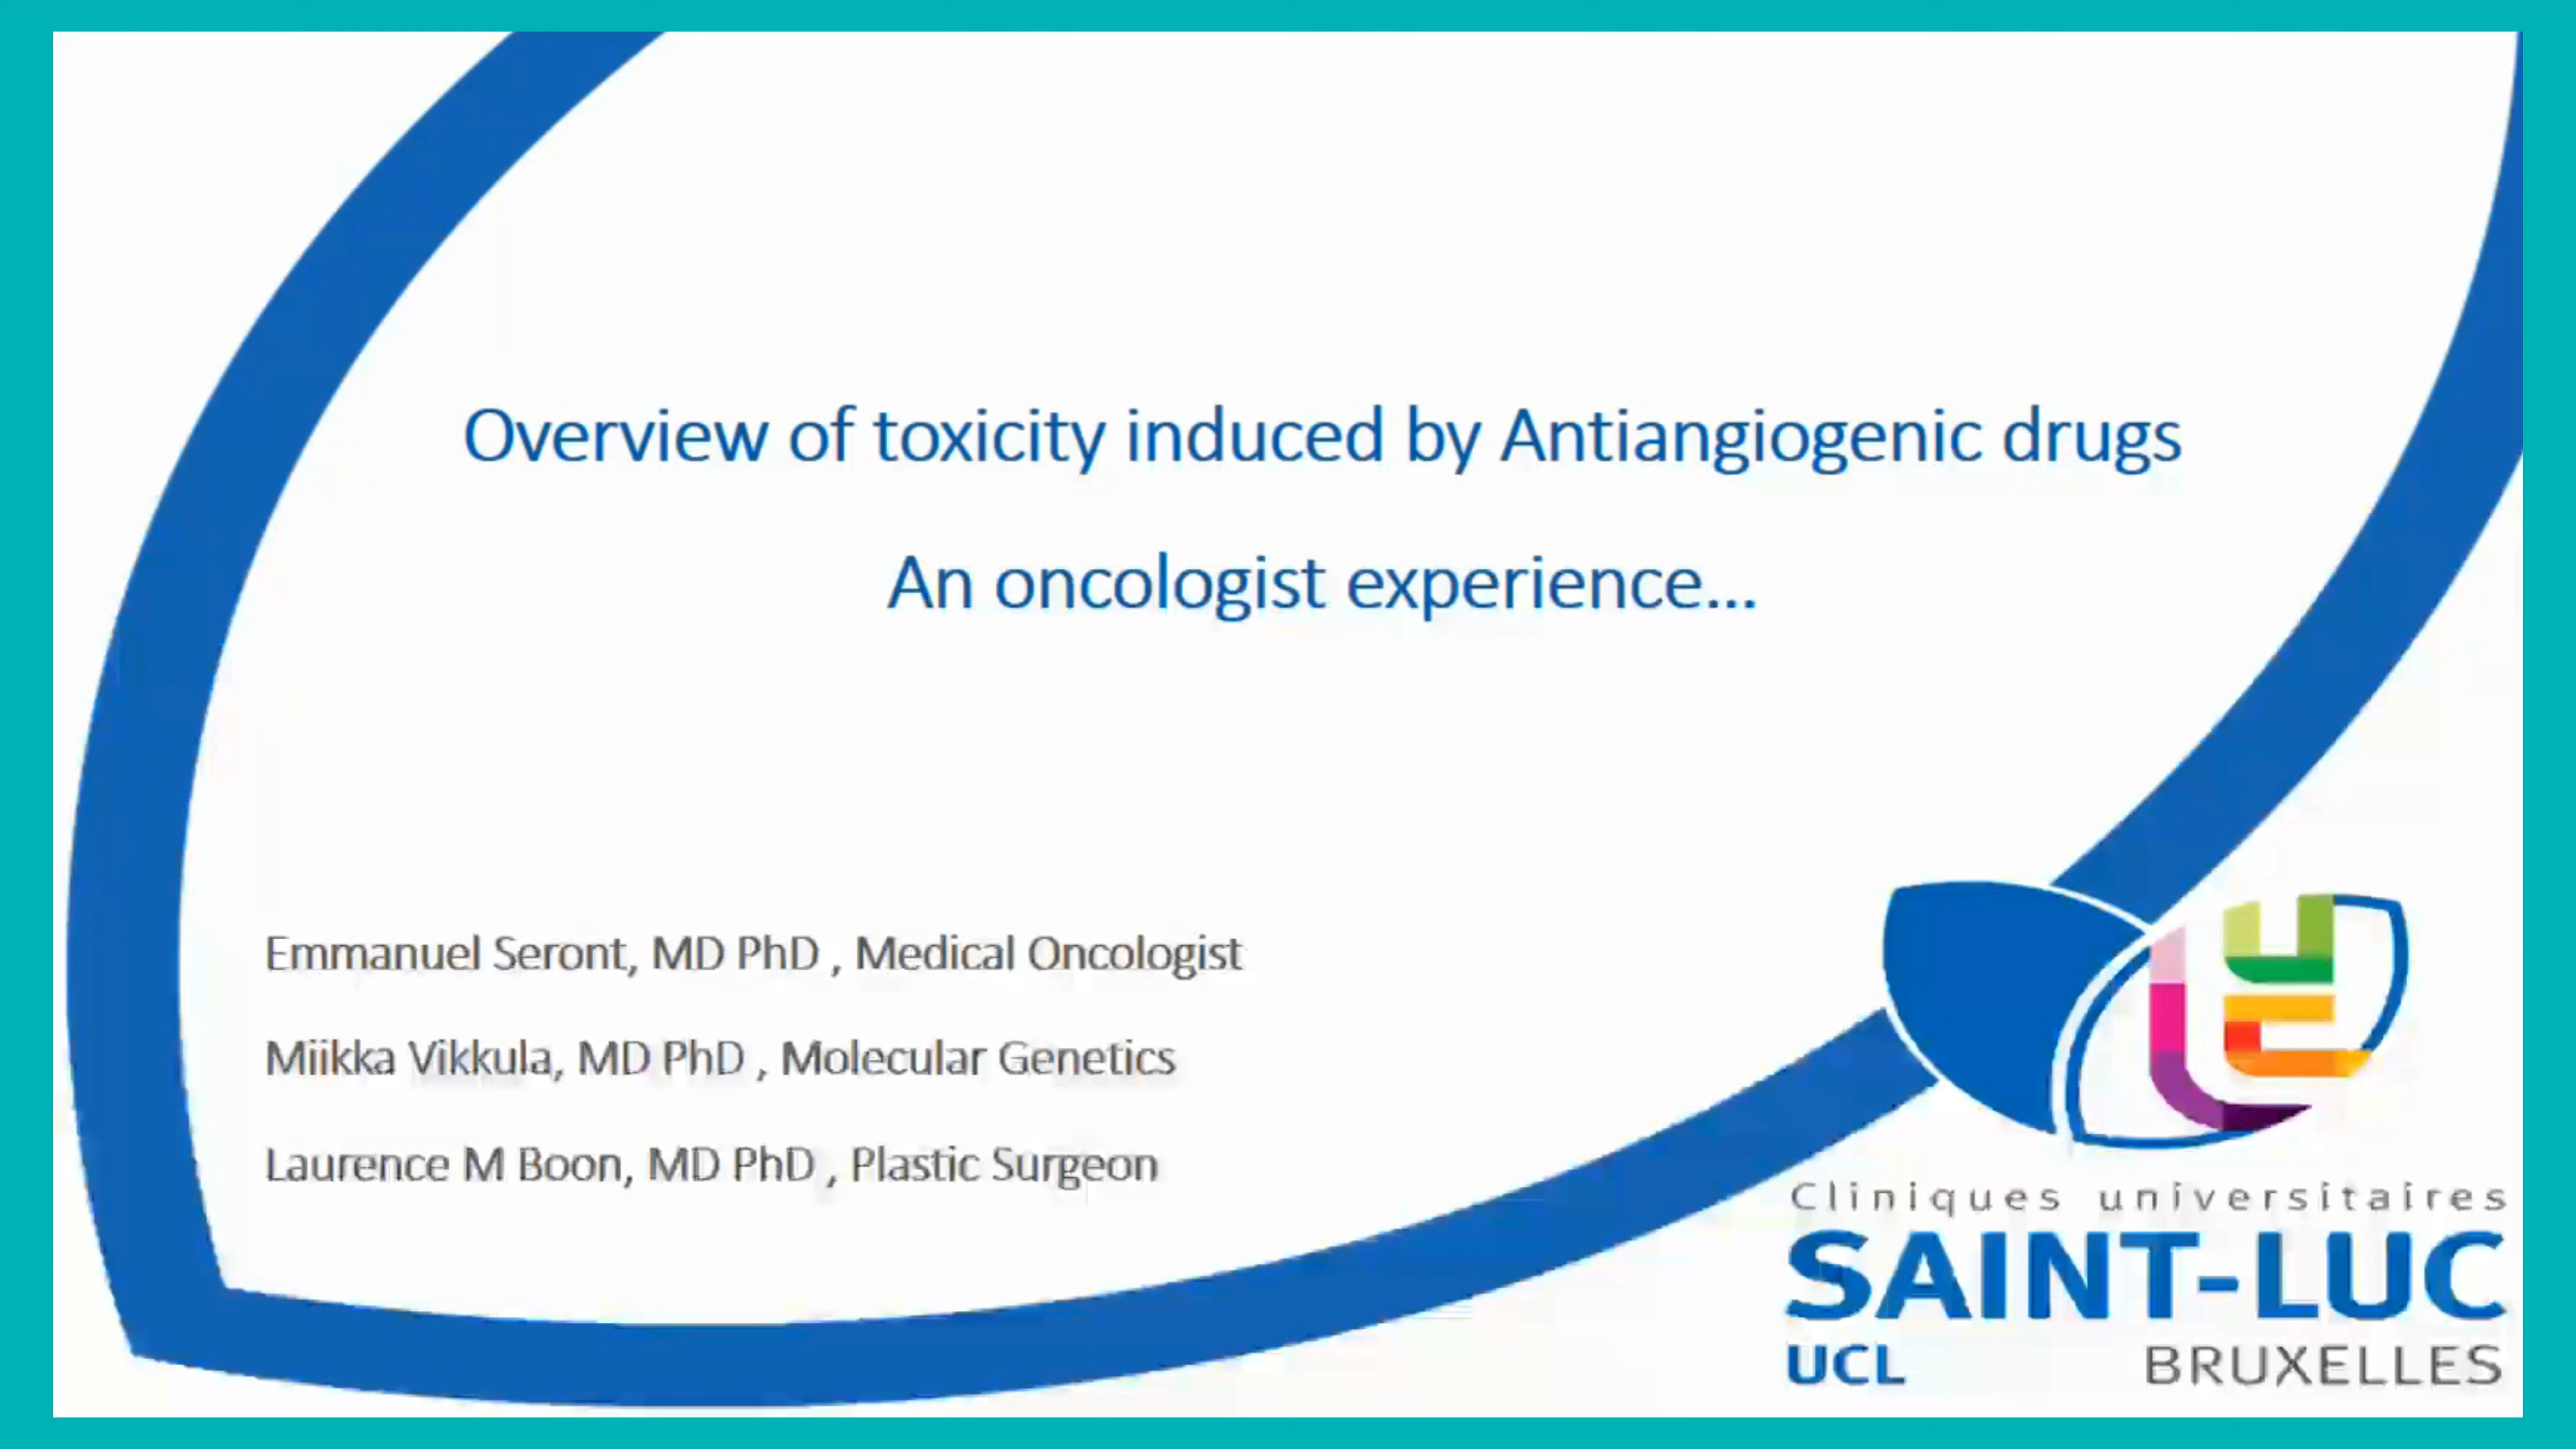 Overview of toxicity induced by Antiangiogenic drugs
An oncologist experience...
Emmanuel Seront, MD PhD , Medical Oncologist
Miikka Vikkula, MD PhD , Molecular Genetics
Laurence M Boon, MD PhD , Plastic Surgeon
Cliniques universitaires
SAINT-LUC
UCL BRUXELLES